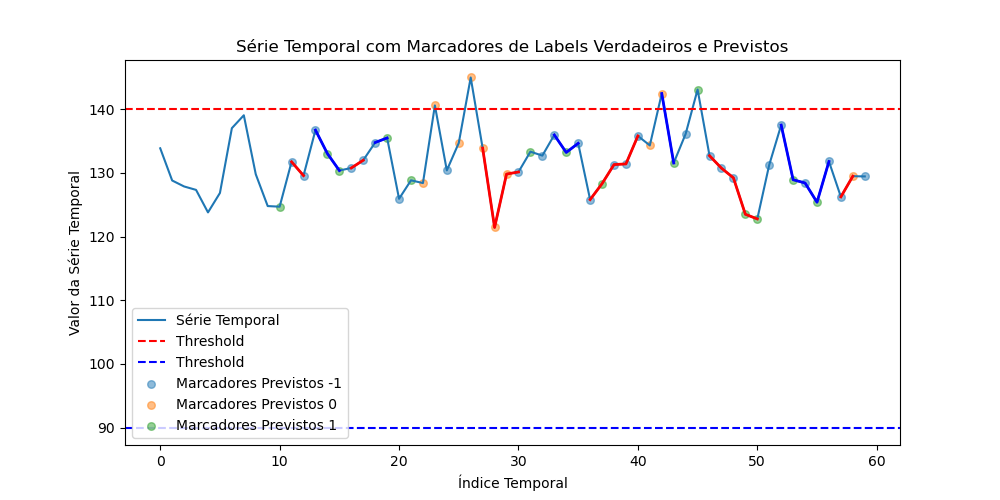 Série Temporal com Marcadores de Labels Verdadeiros e Previstos
Valor da Série Temporal
140
130
120
110
100
90
Série Temporal
Threshold
Threshold
Marcadores Previstos -1
Marcadores Previstos 0
Marcadores Previstos 1
0 10 20 30 40 50 60
Índice Temporal